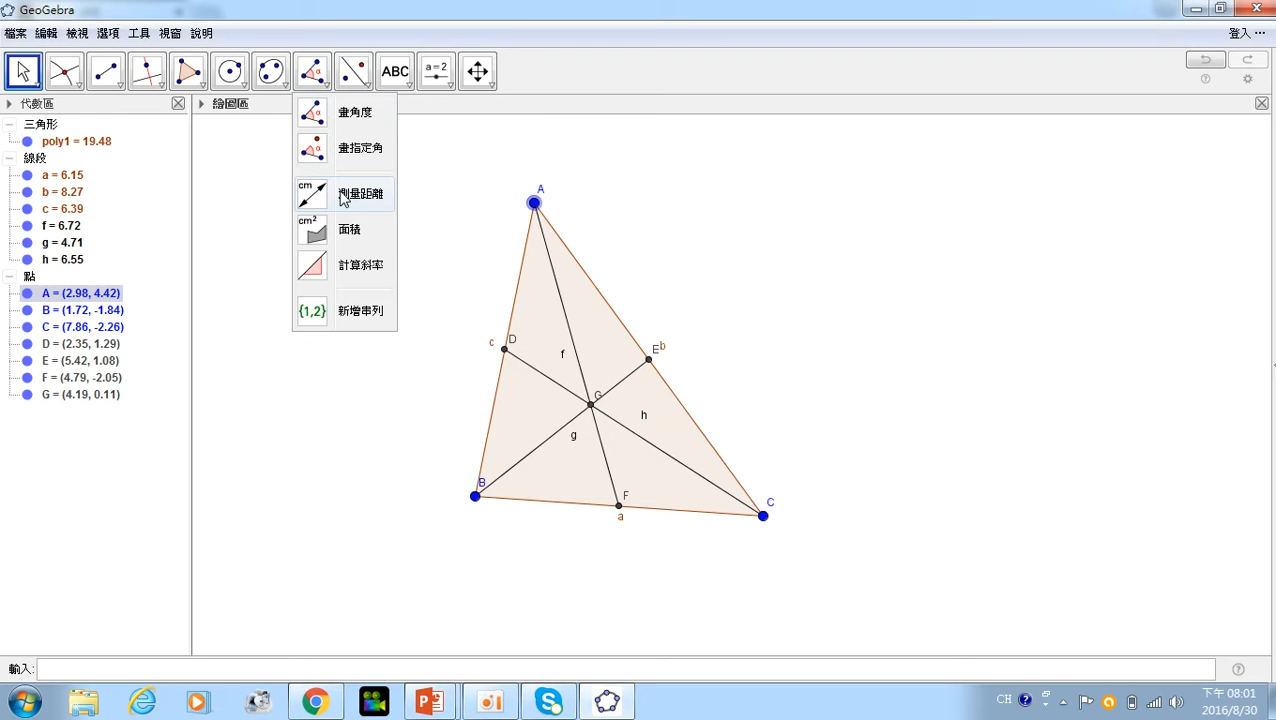 GeoGebra
檔案 編輯 檢視 選項 工具 視窗 說明
登入 ...
α α ABC a = 2
代數區
繪圖區
三角形
poly1 = 19.48
線段
a = 6.15
b = 8.27
c = 6.39
f = 6.72
g = 4.71
h = 6.55
點
A = (2.98, 4.42)
B = (1.72, -1.84)
C = (7.86, -2.26)
D = (2.35, 1.29)
E = (5.42, 1.08)
F = (4.79, -2.05)
G = (4.19, 0.11)
α 畫角度
α 畫指定角
cm 測量距離
cm² 面積
計算斜率
{1,2} 新增串列
A
c D
f
E b
G
h
g
B
F
a
C
輸入:
CH
下午 08:01
2016/8/30